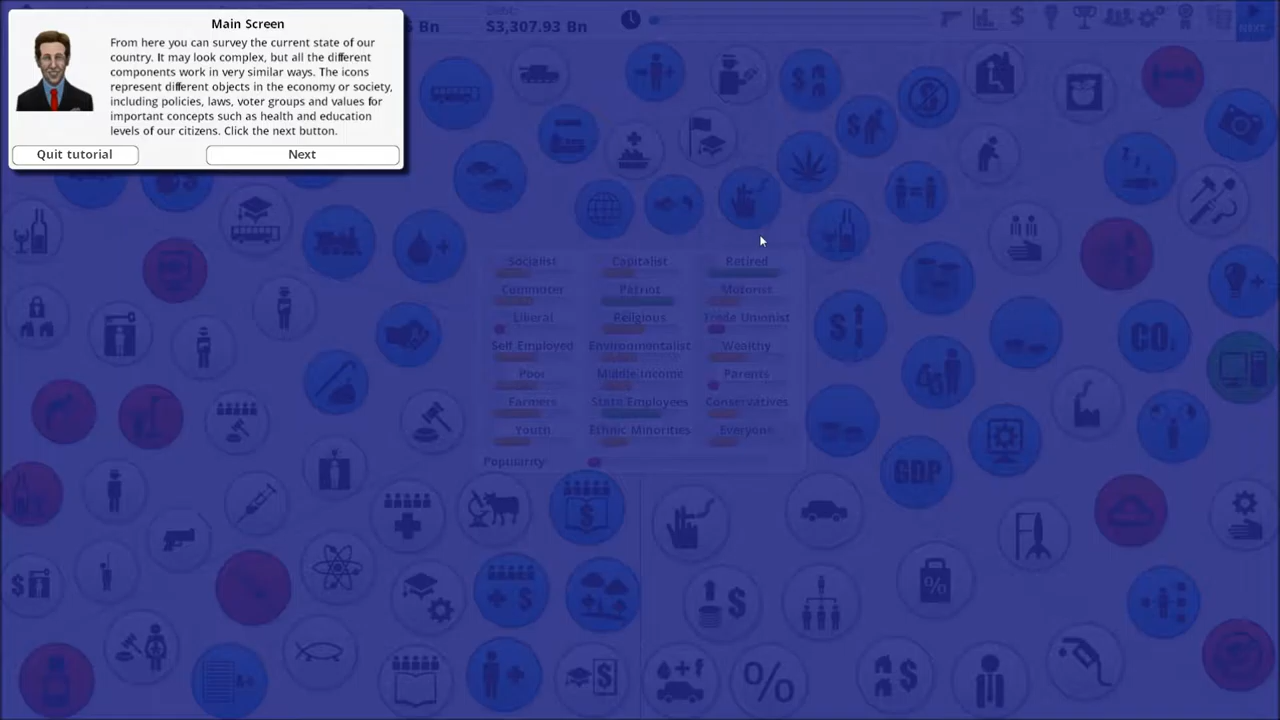 Main Screen
From here you can survey the current state of our
country. It may look complex, but all the different
components work in very similar ways. The icons
represent different objects in the economy or society,
including policies, laws, voter groups and values for
important concepts such as health and education
levels of our citizens. Click the next button.
Quit tutorial
Next
$ Bn
$3,307.93 Bn
NEXT
Socialist Capitalist Retired
Commuter Patriot Motorist
Liberal Religious Trade Unionist
Self Employed Environmentalist Wealthy
Poor Middle Income Parents
Farmers State Employees Conservatives
Youth Ethnic Minorities Everyone
Popularity
CO₂
GDP